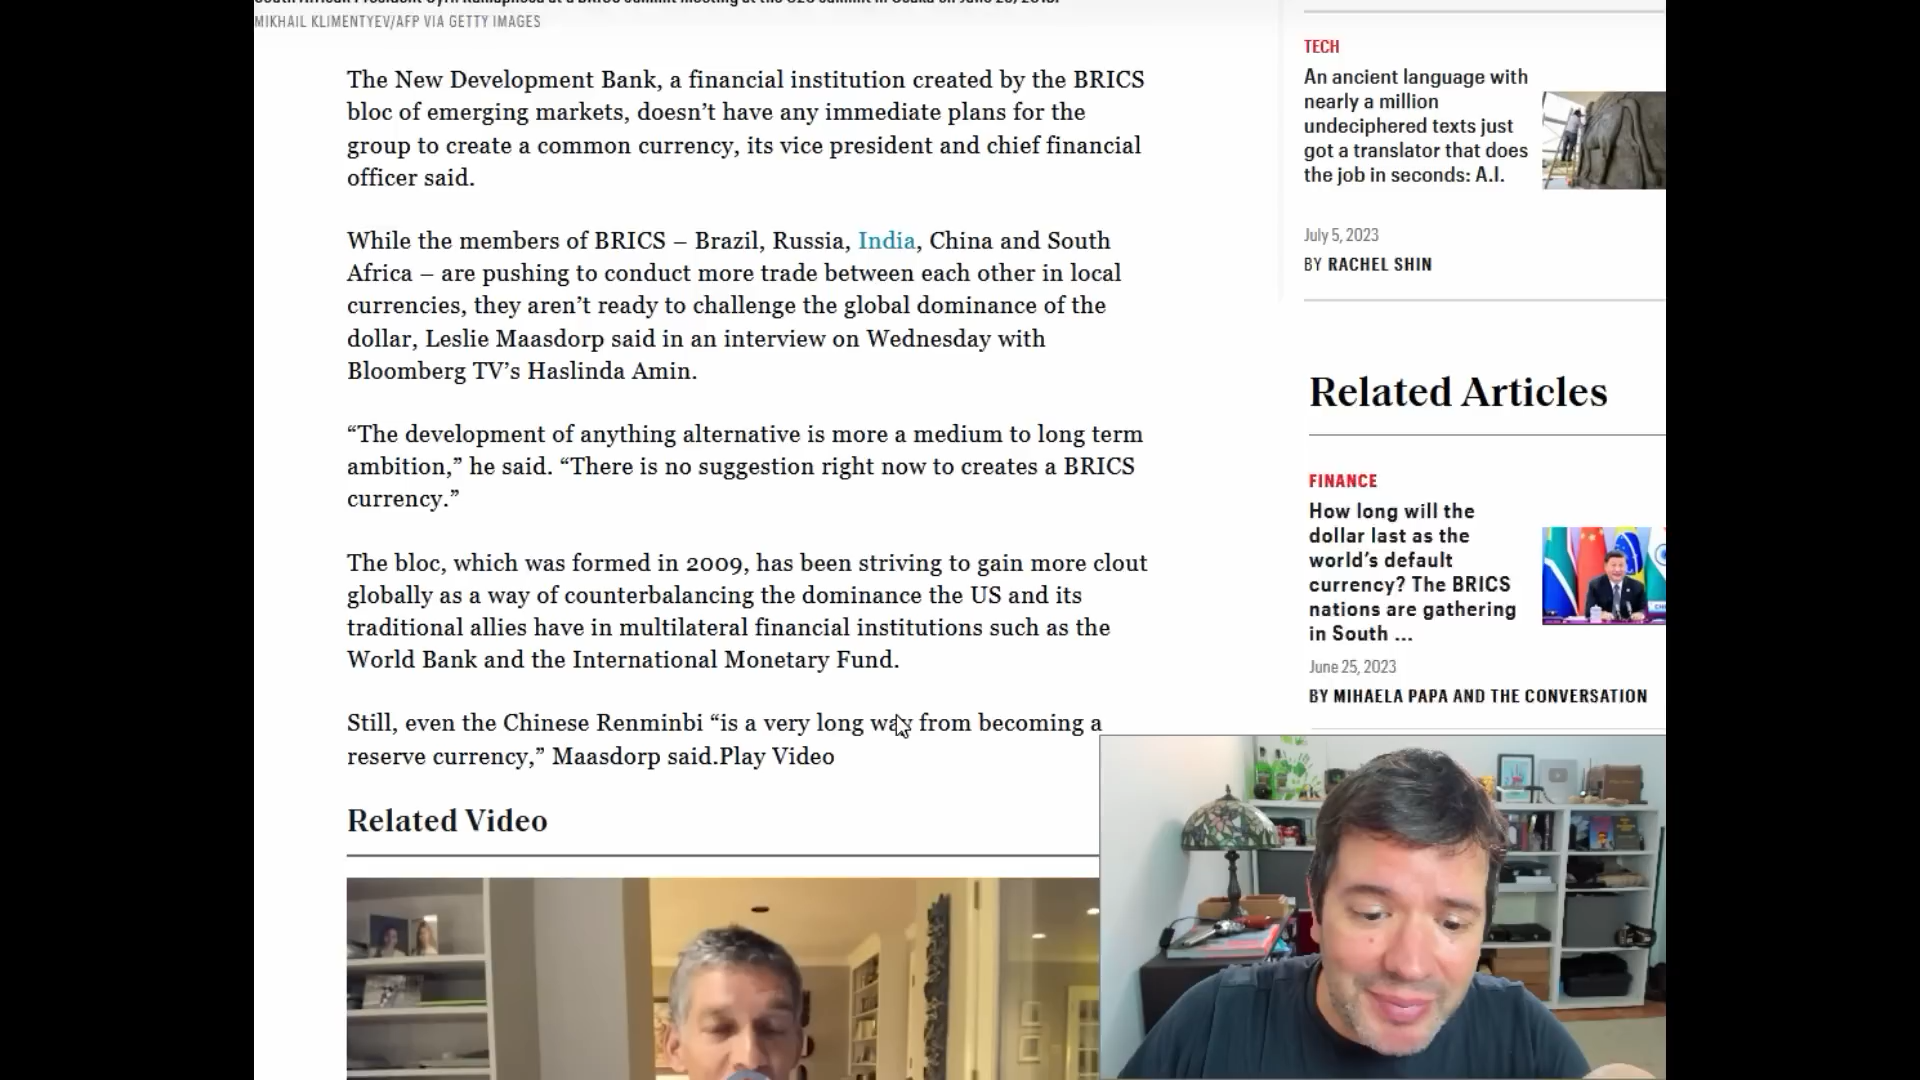 MIKHAIL KLIMENTYEV/AFP VIA GETTY IMAGES
The New Development Bank, a financial institution created by the BRICS
bloc of emerging markets, doesn’t have any immediate plans for the
group to create a common currency, its vice president and chief financial
officer said.
While the members of BRICS – Brazil, Russia, India, China and South
Africa – are pushing to conduct more trade between each other in local
currencies, they aren’t ready to challenge the global dominance of the
dollar, Leslie Maasdorp said in an interview on Wednesday with
Bloomberg TV’s Haslinda Amin.
“The development of anything alternative is more a medium to long term
ambition,” he said. “There is no suggestion right now to creates a BRICS
currency.”
The bloc, which was formed in 2009, has been striving to gain more clout
globally as a way of counterbalancing the dominance the US and its
traditional allies have in multilateral financial institutions such as the
World Bank and the International Monetary Fund.
Still, even the Chinese Renminbi “is a very long way from becoming a
reserve currency,” Maasdorp said.Play Video
Related Video
TECH
An ancient language with
nearly a million
undeciphered texts just
got a translator that does
the job in seconds: A.I.
July 5, 2023
BY RACHEL SHIN
Related Articles
FINANCE
How long will the
dollar last as the
world’s default
currency? The BRICS
nations are gathering
in South ...
June 25, 2023
BY MIHAELA PAPA AND THE CONVERSATION